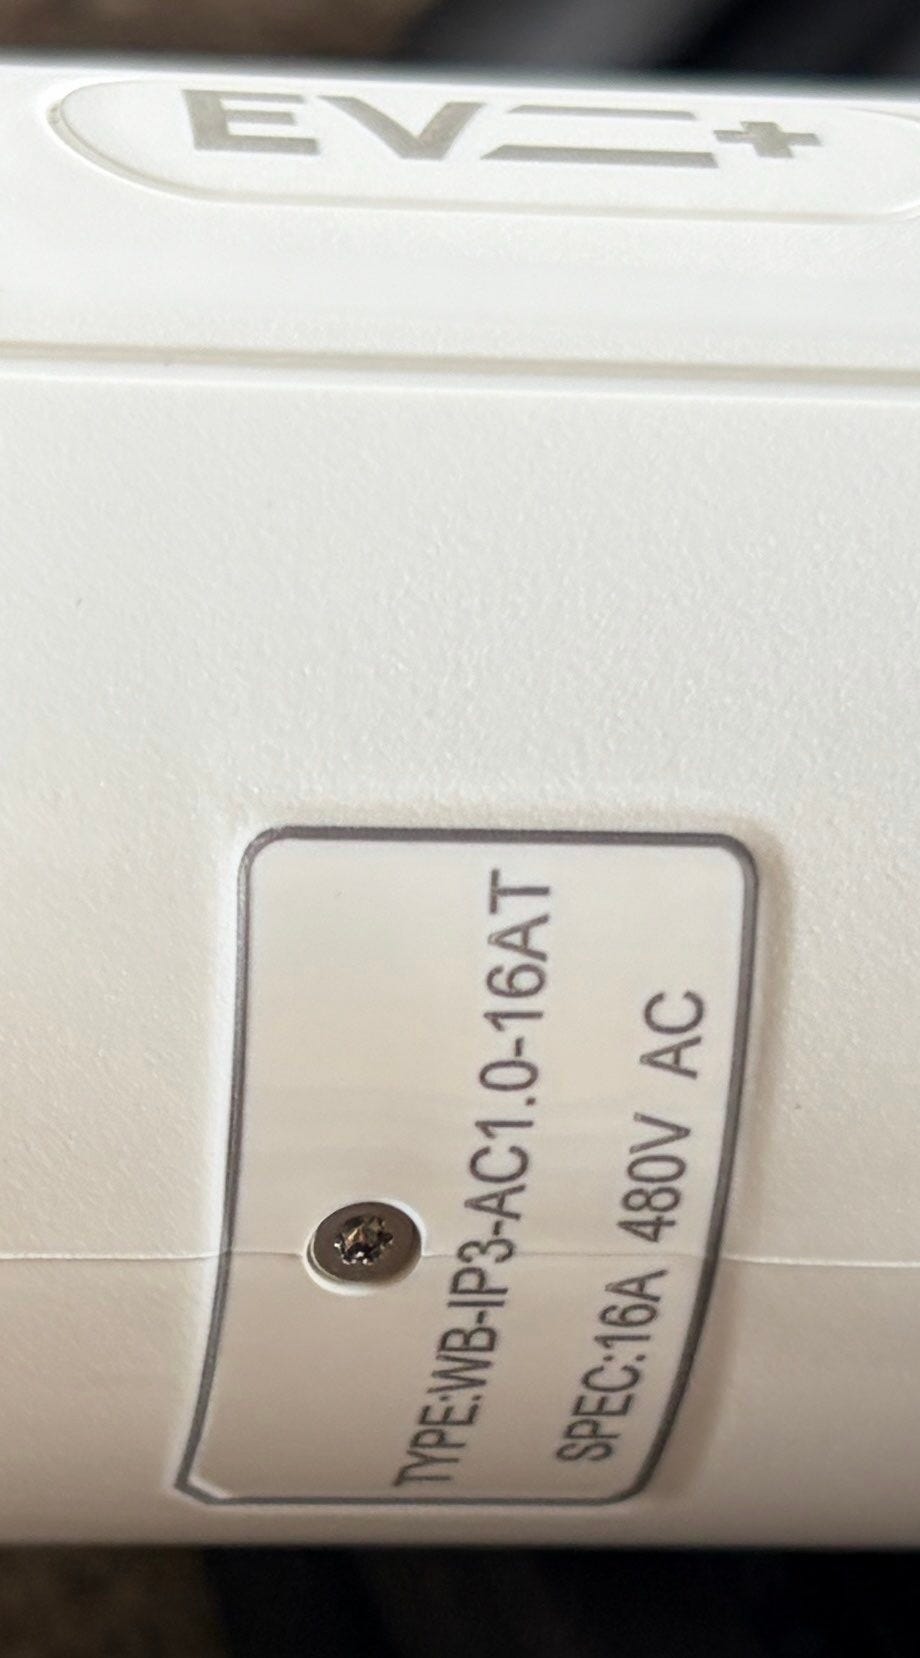 EV=+
TYPE:WB-IP3-AC1.0-16AT
SPEC:16A 480V AC